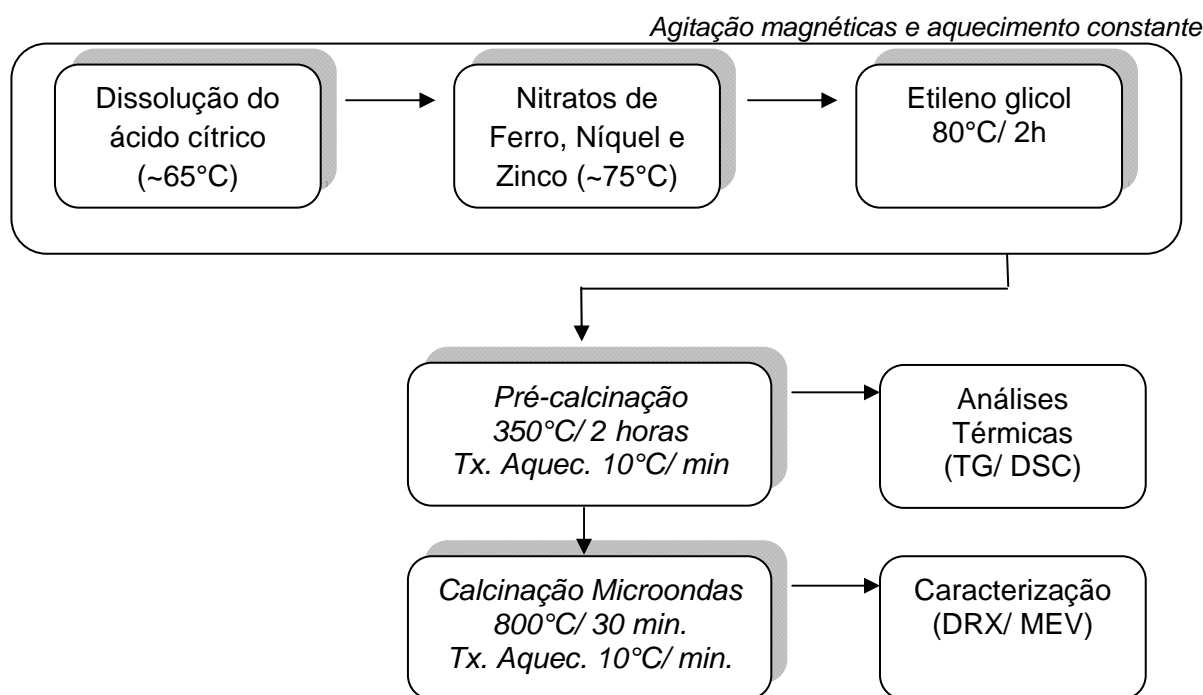 Agitação magnéticas e aquecimento constante
Dissolução do
ácido cítrico
(~65°C)
Nitratos de
Ferro, Níquel e
Zinco (~75°C)
Etileno glicol
80°C/ 2h
Pré-calcinação
350°C/ 2 horas
Tx. Aquec. 10°C/ min
Análises
Térmicas
(TG/ DSC)
Calcinação Microondas
800°C/ 30 min.
Tx. Aquec. 10°C/ min.
Caracterização
(DRX/ MEV)